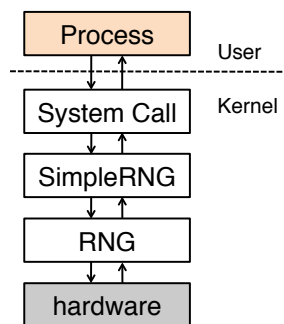 Process
User
Kernel
System Call
SimpleRNG
RNG
hardware